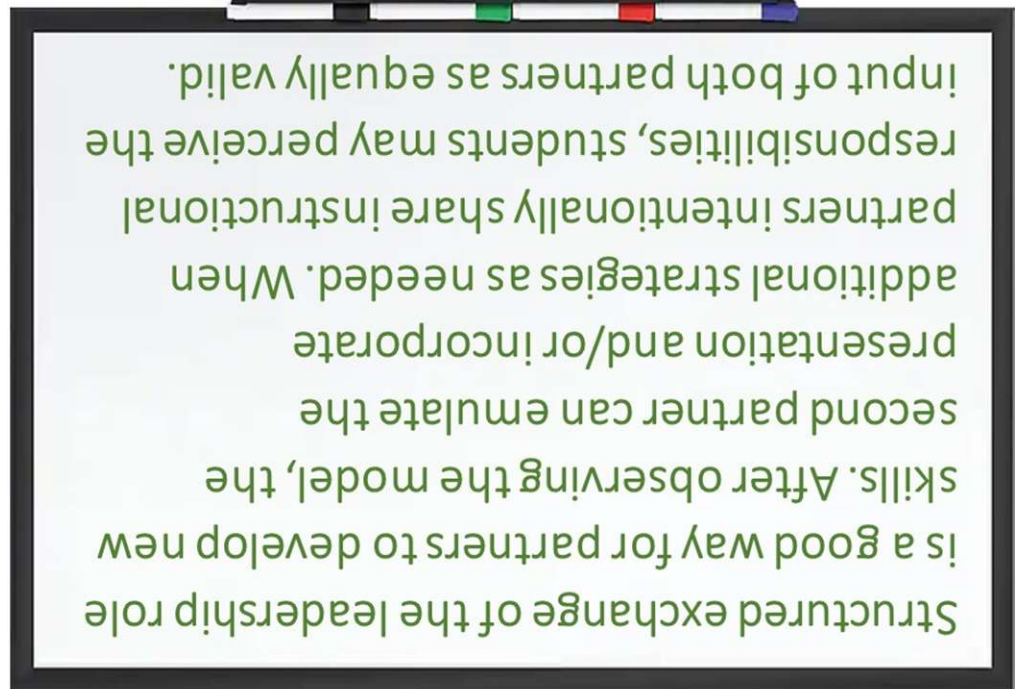 Structured exchange of the leadership role
is a good way for partners to develop new
skills. After observing the model, the
second partner can emulate the
presentation and/or incorporate
additional strategies as needed. When
partners intentionally share instructional
responsibilities, students may perceive the
input of both partners as equally valid.